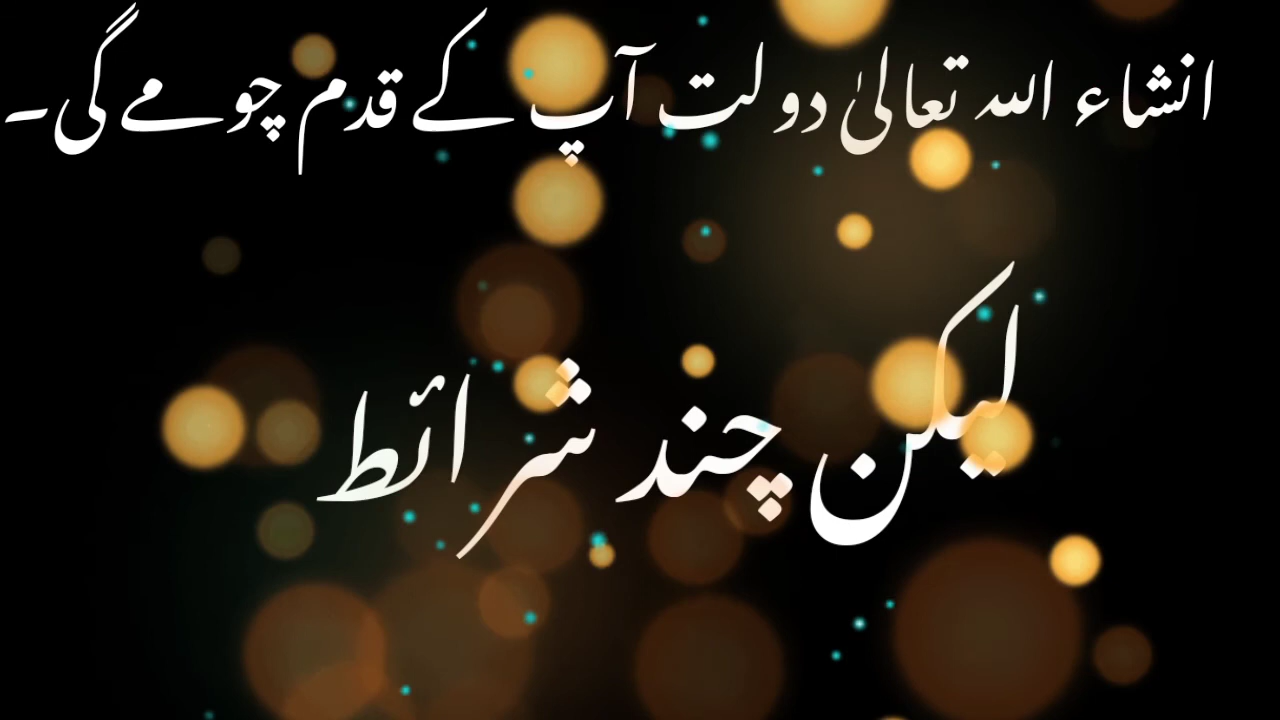 انشاء اللہ تعالیٰ دولت آپ کے قدم چومے گی۔
لیکن چند شرائط